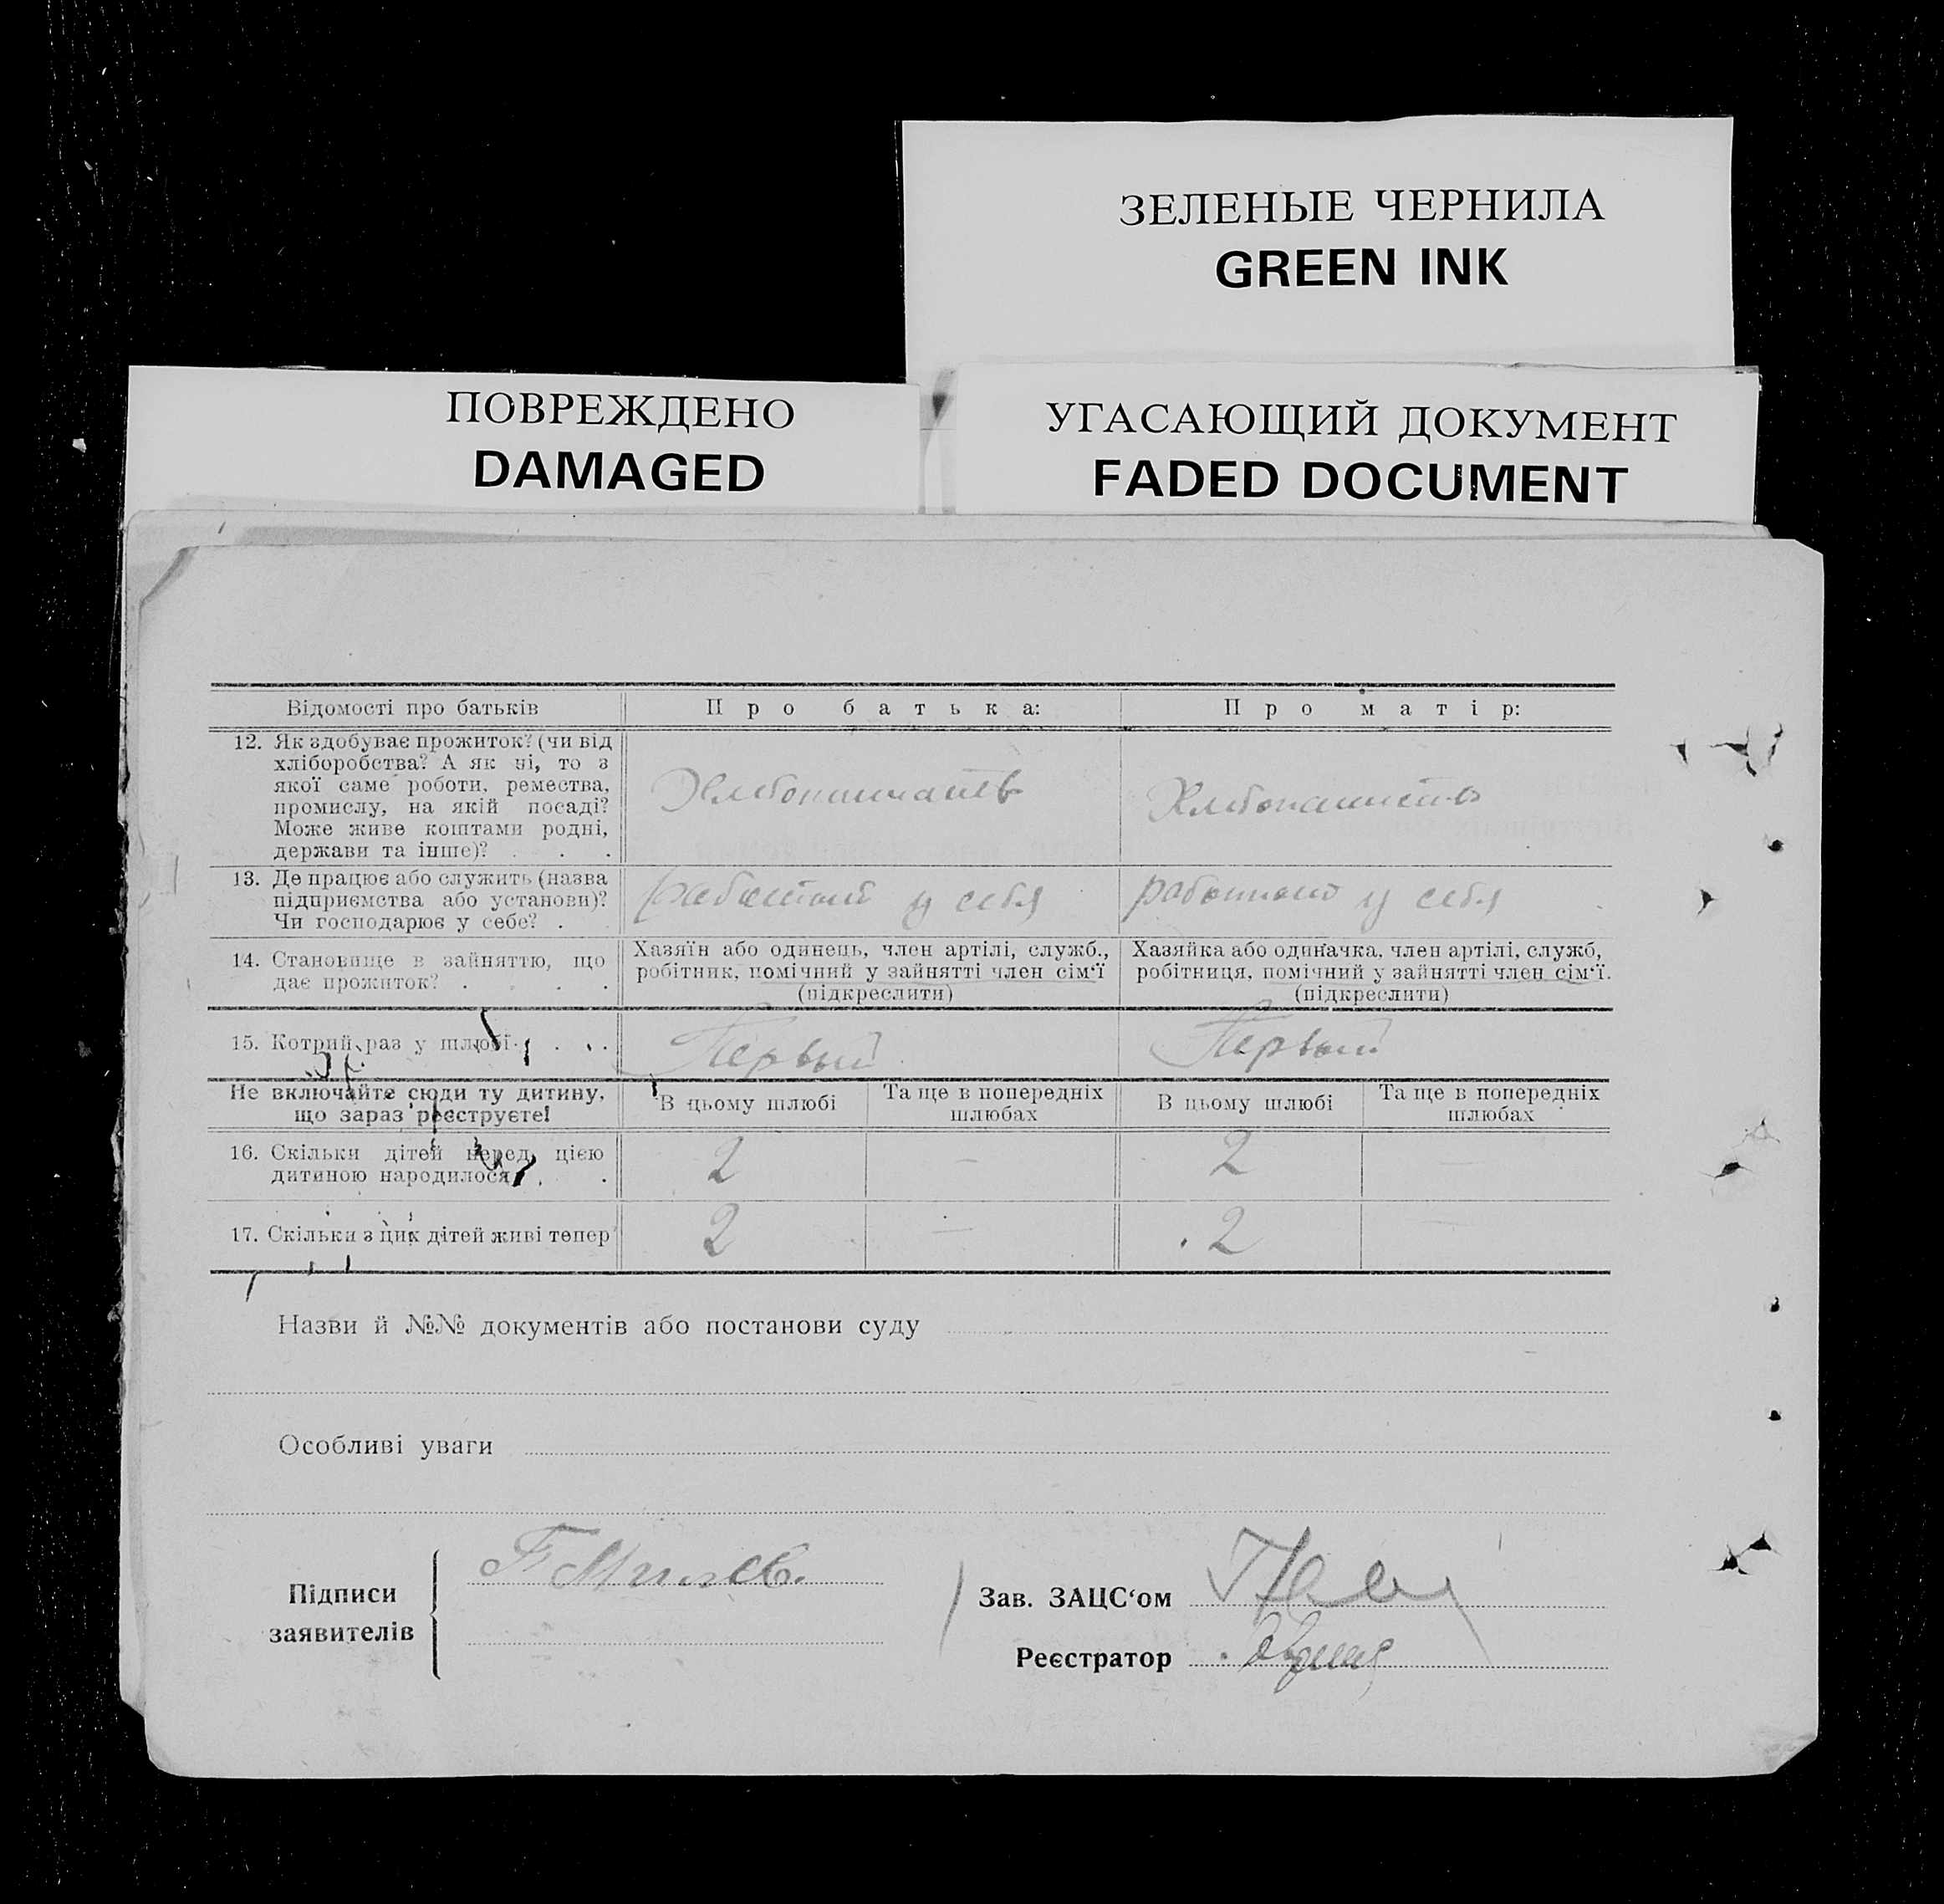 ЗЕЛЕНЫЕ ЧЕРНИЛА
GREEN INK
ПОВРЕЖДЕНО
DAMAGED
УГАСАЮЩИЙ ДОКУМЕНТ
FADED DOCUMENT
Відомості про батьків
Про батька:
Про матір:
12. Як здобуває прожиток? (чи від
хліборобства? А як ні, то з
якої саме роботи, ремества,
промислу, на якій посаді?
Може живе коштами родні,
держави та інше)? . . .
Хлебопашеств
Хлебопашество
13. Де працює або служить (назва
підприємства або установи)?
Чи господарює у себе? .
работает у себя
работает у себя
14. Становище в зайняттю, що
дає прожиток? . . . .
Хазяїн або одинець, член артілі, служб.,
робітник, помічний у зайнятті член сім‘ї
(підкреслити)
Хазяйка або одиначка, член артілі, служб,
робітниця, помічний у зайнятті член сім‘ї.
(підкреслити)
15. Котрий раз у шлюбі . . . .
Первый
Первый
Не включайте сюди ту дитину,
що зараз реєструєте!
В цьому шлюбі
Та ще в попередніх
шлюбах
В цьому шлюбі
Та ще в попередніх
шлюбах
16. Скільки дітей перед цією
дитиною народилося . .
2
—
2
—
17. Скільки з цих дітей живі тепер
2
—
2
—
Назви й №№ документів або постанови суду
Особливі уваги
Підписи
заявителів
Зав. ЗАЦС‘ом
Реєстратор